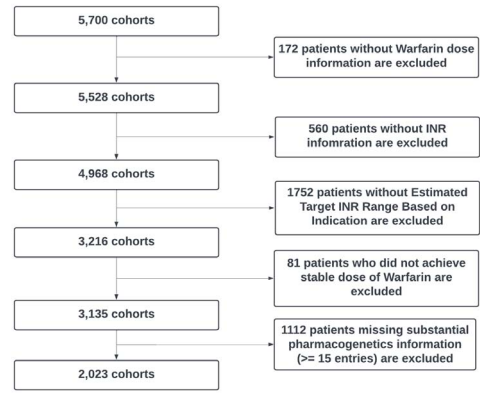 5,700 cohorts
172 patients without Warfarin dose
information are excluded
5,528 cohorts
560 patients without INR
infomration are excluded
4,968 cohorts
1752 patients without Estimated
Target INR Range Based on
Indication are excluded
3,216 cohorts
81 patients who did not achieve
stable dose of Warfarin are
excluded
3,135 cohorts
1112 patients missing substantial
pharmacogenetics information
(>= 15 entries) are excluded
2,023 cohorts